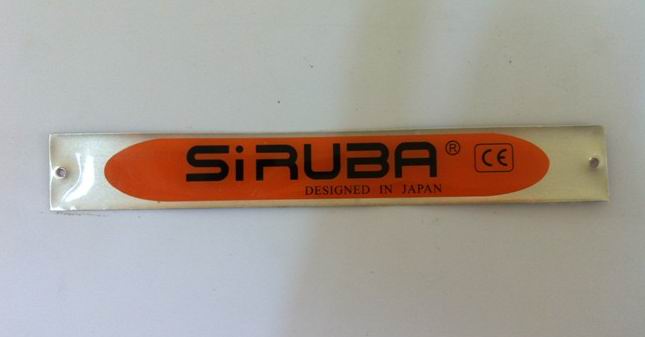 SiRUBA ® CE
DESIGNED IN JAPAN